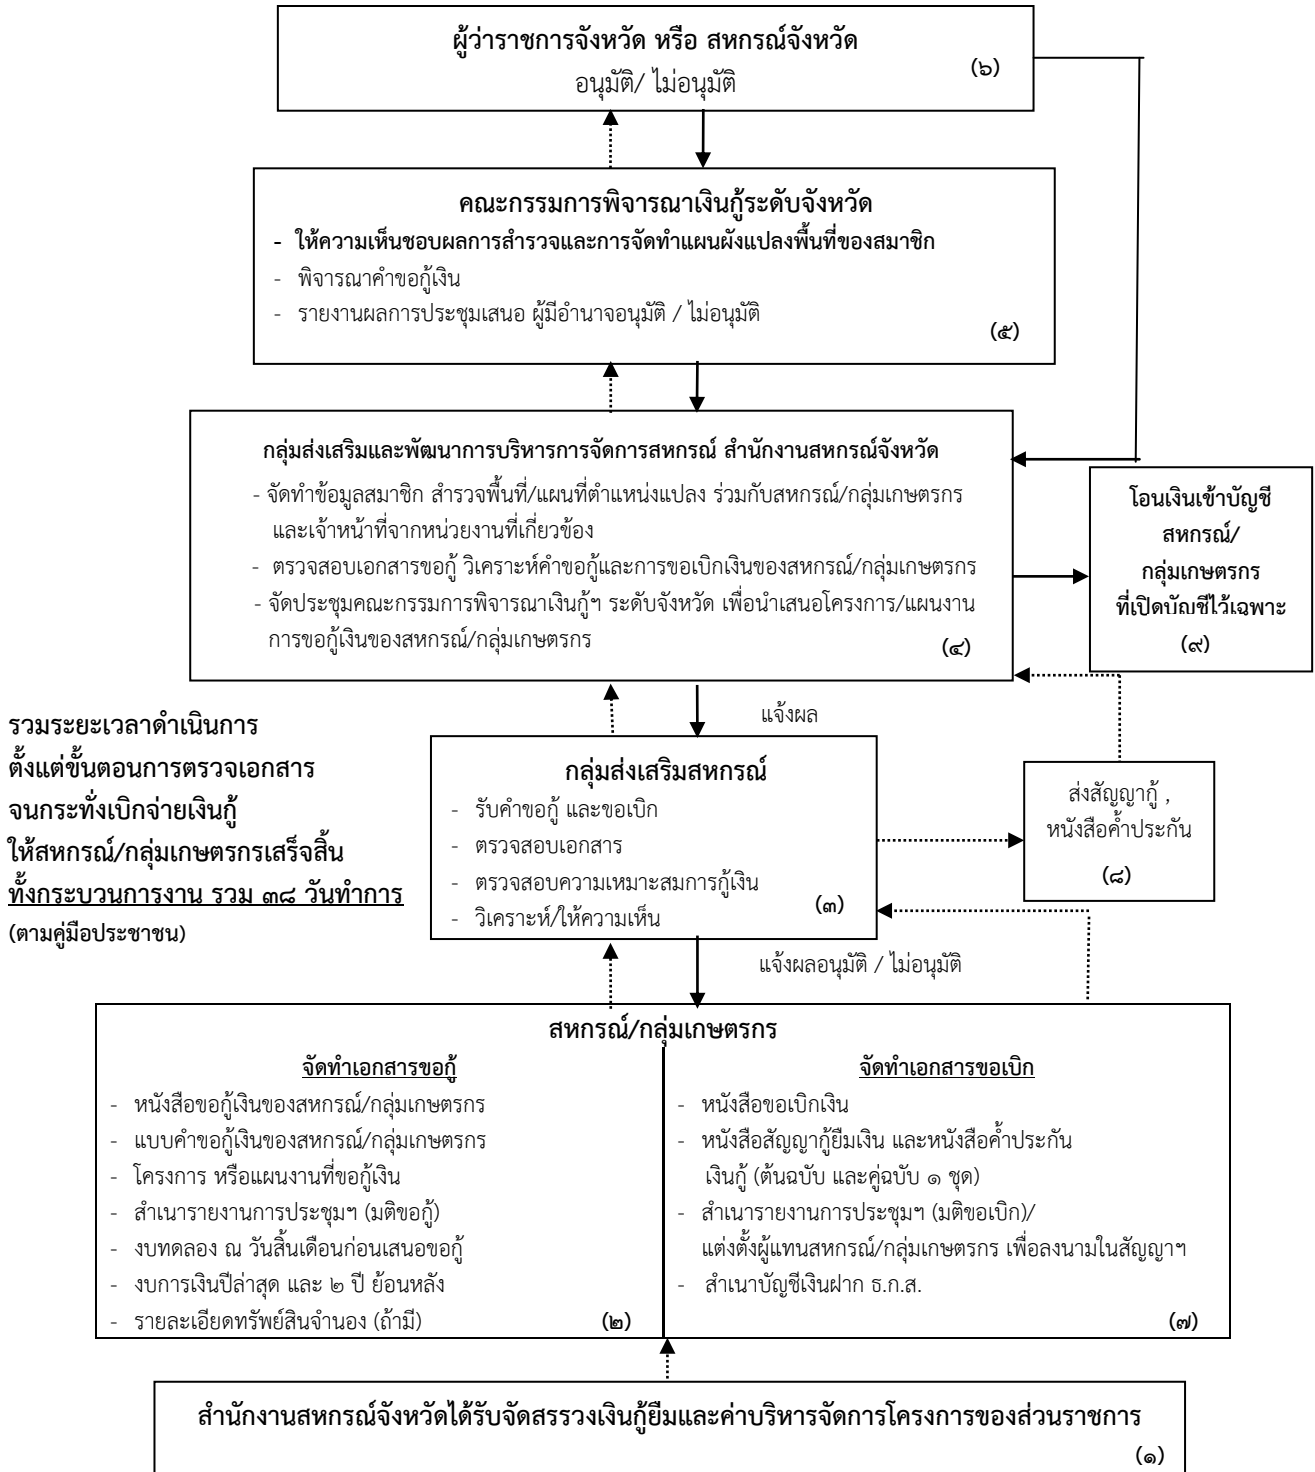 ผู้ว่าราชการจังหวัด หรือ สหกรณ์จังหวัด
อนุมัติ/ ไม่อนุมัติ
(๖)
คณะกรรมการพิจารณาเงินกู้ระดับจังหวัด
- ให้ความเห็นชอบผลการสำรวจและการจัดทำแผนผังแปลงพื้นที่ของสมาชิก
- พิจารณาคำขอกู้เงิน
- รายงานผลการประชุมเสนอ ผู้มีอำนาจอนุมัติ / ไม่อนุมัติ
(๕)
กลุ่มส่งเสริมและพัฒนาการบริหารการจัดการสหกรณ์ สำนักงานสหกรณ์จังหวัด
- จัดทำข้อมูลสมาชิก สำรวจพื้นที่/แผนที่ตำแหน่งแปลง ร่วมกับสหกรณ์/กลุ่มเกษตรกร
และเจ้าหน้าที่จากหน่วยงานที่เกี่ยวข้อง
- ตรวจสอบเอกสารขอกู้ วิเคราะห์คำขอกู้และการขอเบิกเงินของสหกรณ์/กลุ่มเกษตรกร
- จัดประชุมคณะกรรมการพิจารณาเงินกู้ฯ ระดับจังหวัด เพื่อนำเสนอโครงการ/แผนงาน
การขอกู้เงินของสหกรณ์/กลุ่มเกษตรกร
(๔)
โอนเงินเข้าบัญชี
สหกรณ์/
กลุ่มเกษตรกร
ที่เปิดบัญชีไว้เฉพาะ
(๙)
แจ้งผล
รวมระยะเวลาดำเนินการ
ตั้งแต่ขั้นตอนการตรวจเอกสาร
จนกระทั่งเบิกจ่ายเงินกู้
ให้สหกรณ์/กลุ่มเกษตรกรเสร็จสิ้น
ทั้งกระบวนการงาน รวม ๓๘ วันทำการ
(ตามคู่มือประชาชน)
กลุ่มส่งเสริมสหกรณ์
- รับคำขอกู้ และขอเบิก
- ตรวจสอบเอกสาร
- ตรวจสอบความเหมาะสมการกู้เงิน
- วิเคราะห์/ให้ความเห็น
(๓)
ส่งสัญญากู้ ,
หนังสือค้ำประกัน
(๘)
แจ้งผลอนุมัติ / ไม่อนุมัติ
สหกรณ์/กลุ่มเกษตรกร
จัดทำเอกสารขอกู้
- หนังสือขอกู้เงินของสหกรณ์/กลุ่มเกษตรกร
- แบบคำขอกู้เงินของสหกรณ์/กลุ่มเกษตรกร
- โครงการ หรือแผนงานที่ขอกู้เงิน
- สำเนารายงานการประชุมฯ (มติขอกู้)
- งบทดลอง ณ วันสิ้นเดือนก่อนเสนอขอกู้
- งบการเงินปีล่าสุด และ ๒ ปี ย้อนหลัง
- รายละเอียดทรัพย์สินจำนอง (ถ้ามี)
(๒)
จัดทำเอกสารขอเบิก
- หนังสือขอเบิกเงิน
- หนังสือสัญญากู้ยืมเงิน และหนังสือค้ำประกัน
เงินกู้ (ต้นฉบับ และคู่ฉบับ ๑ ชุด)
- สำเนารายงานการประชุมฯ (มติขอเบิก)/
แต่งตั้งผู้แทนสหกรณ์/กลุ่มเกษตรกร เพื่อลงนามในสัญญาฯ
- สำเนาบัญชีเงินฝาก ธ.ก.ส.
(๗)
สำนักงานสหกรณ์จังหวัดได้รับจัดสรรวงเงินกู้ยืมและค่าบริหารจัดการโครงการของส่วนราชการ
(๑)